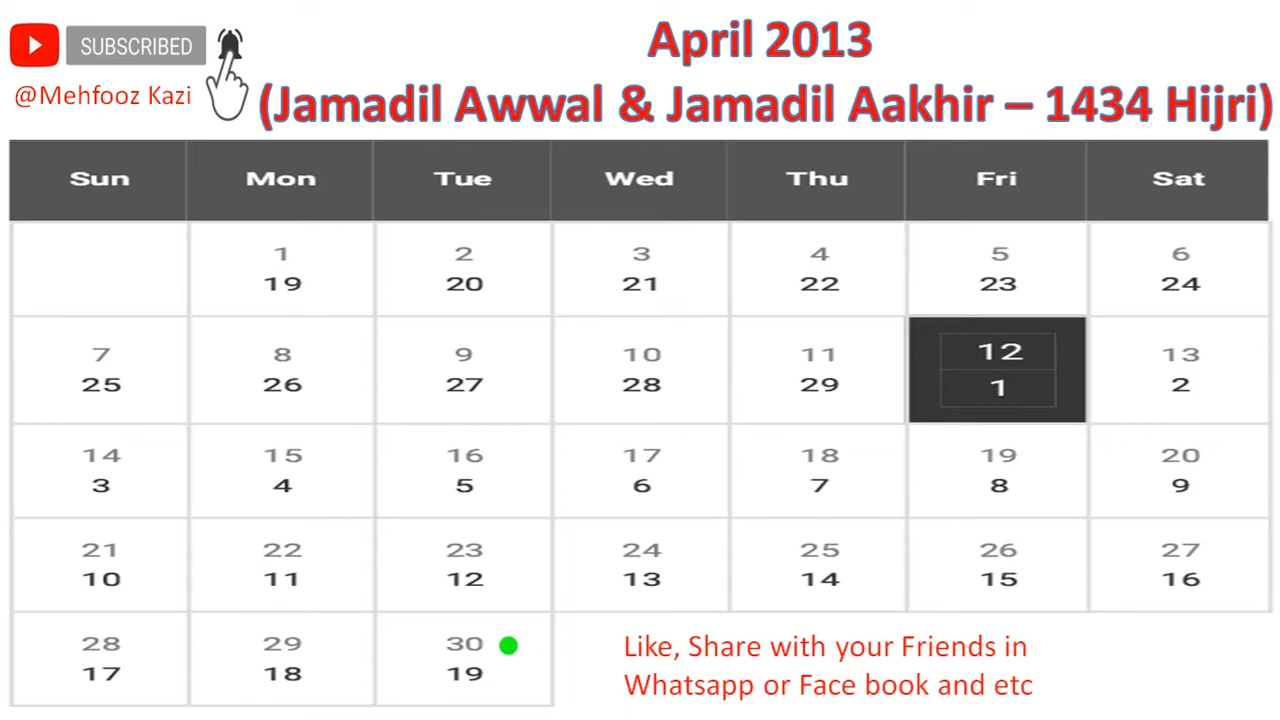 SUBSCRIBED
@Mehfooz Kazi
April 2013
(Jamadil Awwal & Jamadil Aakhir – 1434 Hijri)
Sun Mon Tue Wed Thu Fri Sat
1 2 3 4 5 6
19 20 21 22 23 24
7 8 9 10 11 12 13
25 26 27 28 29 1 2
14 15 16 17 18 19 20
3 4 5 6 7 8 9
21 22 23 24 25 26 27
10 11 12 13 14 15 16
28 29 30
17 18 19
Like, Share with your Friends in
Whatsapp or Face book and etc